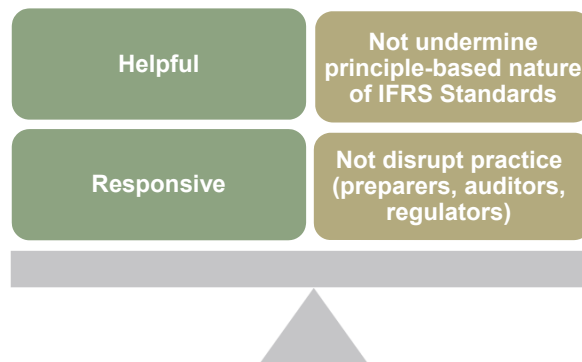 Helpful
Not undermine
principle-based nature
of IFRS Standards
Responsive
Not disrupt practice
(preparers, auditors,
regulators)